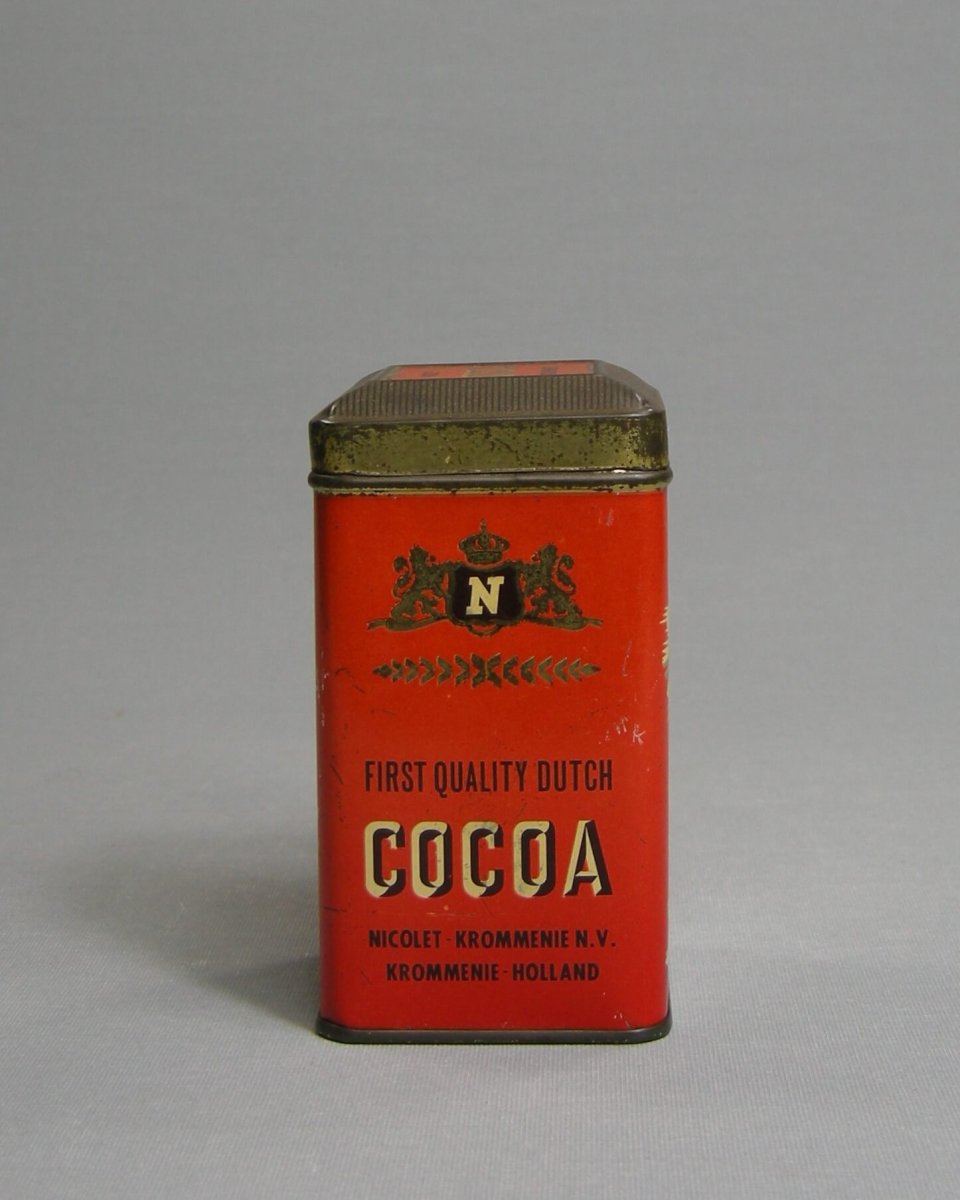 N
FIRST QUALITY DUTCH
COCOA
NICOLET - KROMMENIE N.V.
KROMMENIE - HOLLAND